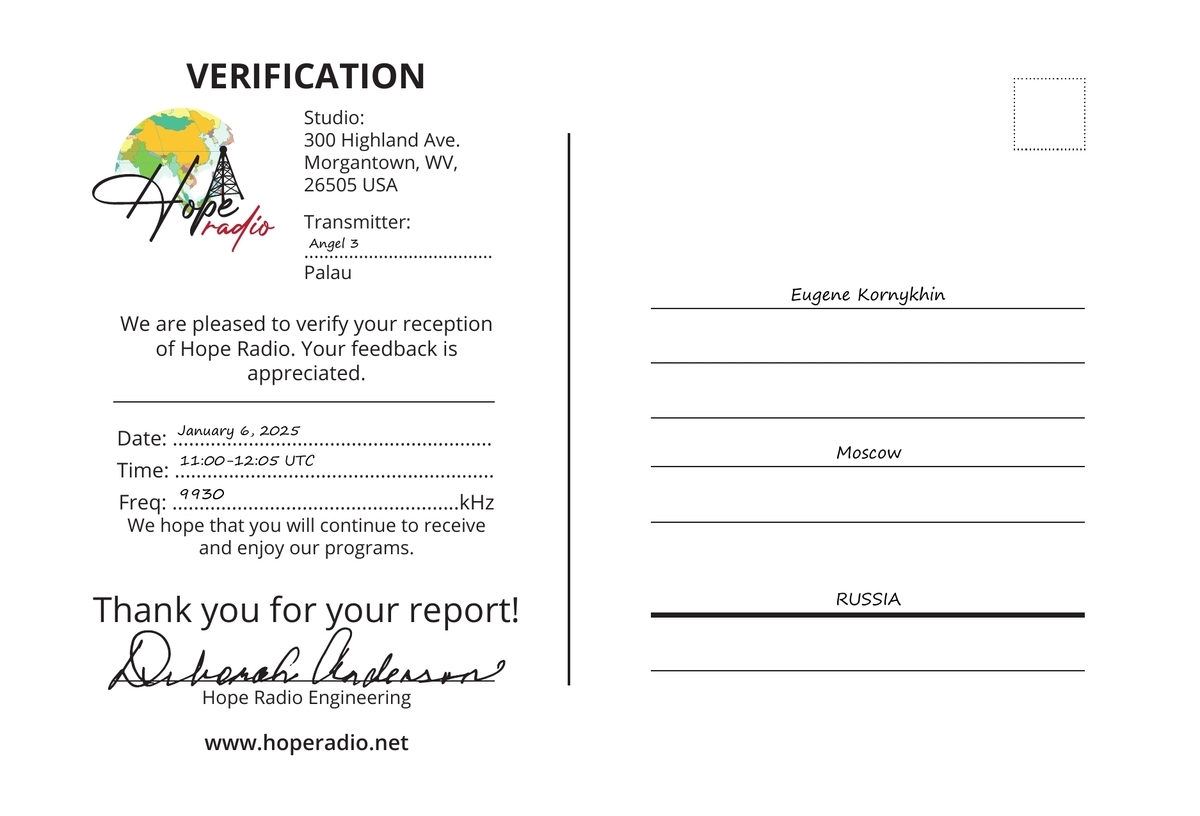 VERIFICATION
Hope
radio
Studio:
300 Highland Ave.
Morgantown, WV,
26505 USA
Transmitter:
Angel 3
Palau
We are pleased to verify your reception
of Hope Radio. Your feedback is
appreciated.
Date: January 6, 2025
Time: 11:00-12:05 UTC
Freq: 9930 kHz
We hope that you will continue to receive
and enjoy our programs.
Thank you for your report!
Deborah Anderson
Hope Radio Engineering
www.hoperadio.net
Eugene Kornykhin
Moscow
RUSSIA